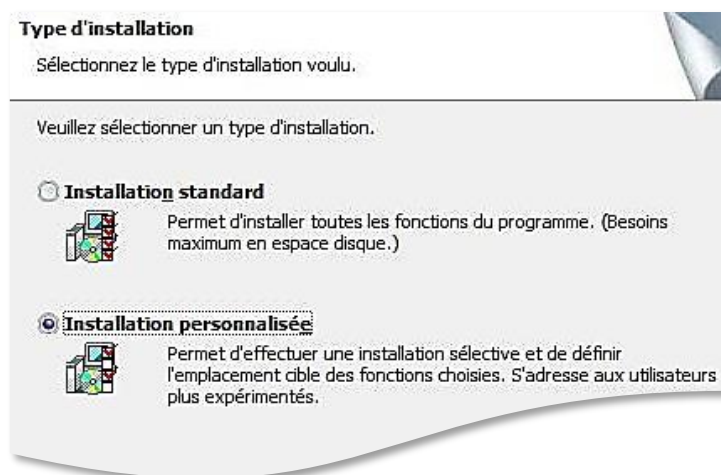 Type d'installation
Sélectionnez le type d'installation voulu.
Veuillez sélectionner un type d'installation.
Installation standard
Permet d'installer toutes les fonctions du programme. (Besoins
maximum en espace disque.)
Installation personnalisée
Permet d'effectuer une installation sélective et de définir
l'emplacement cible des fonctions choisies. S'adresse aux utilisateurs
plus expérimentés.